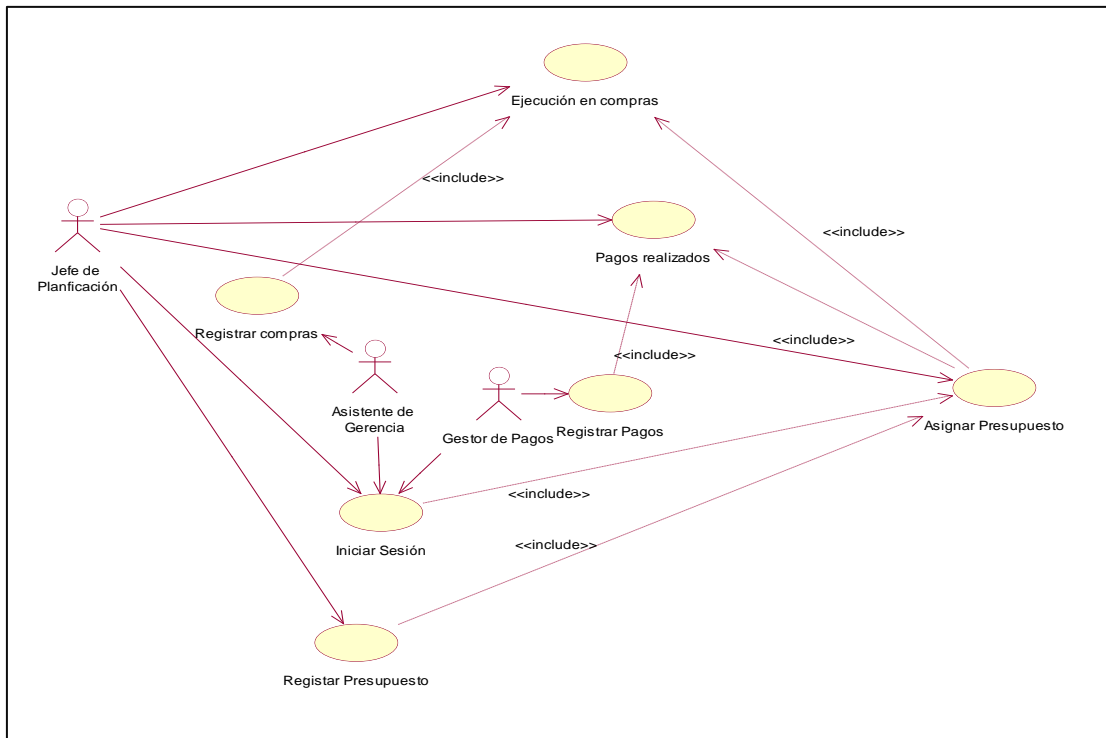 Ejecución en compras
<<include>>
Pagos realizados
<<include>>
Jefe de
Planficación
Registrar compras
<<include>>
<<include>>
Asistente de
Gerencia
Gestor de Pagos
Registrar Pagos
Asignar Presupuesto
<<include>>
Iniciar Sesión
<<include>>
Registar Presupuesto